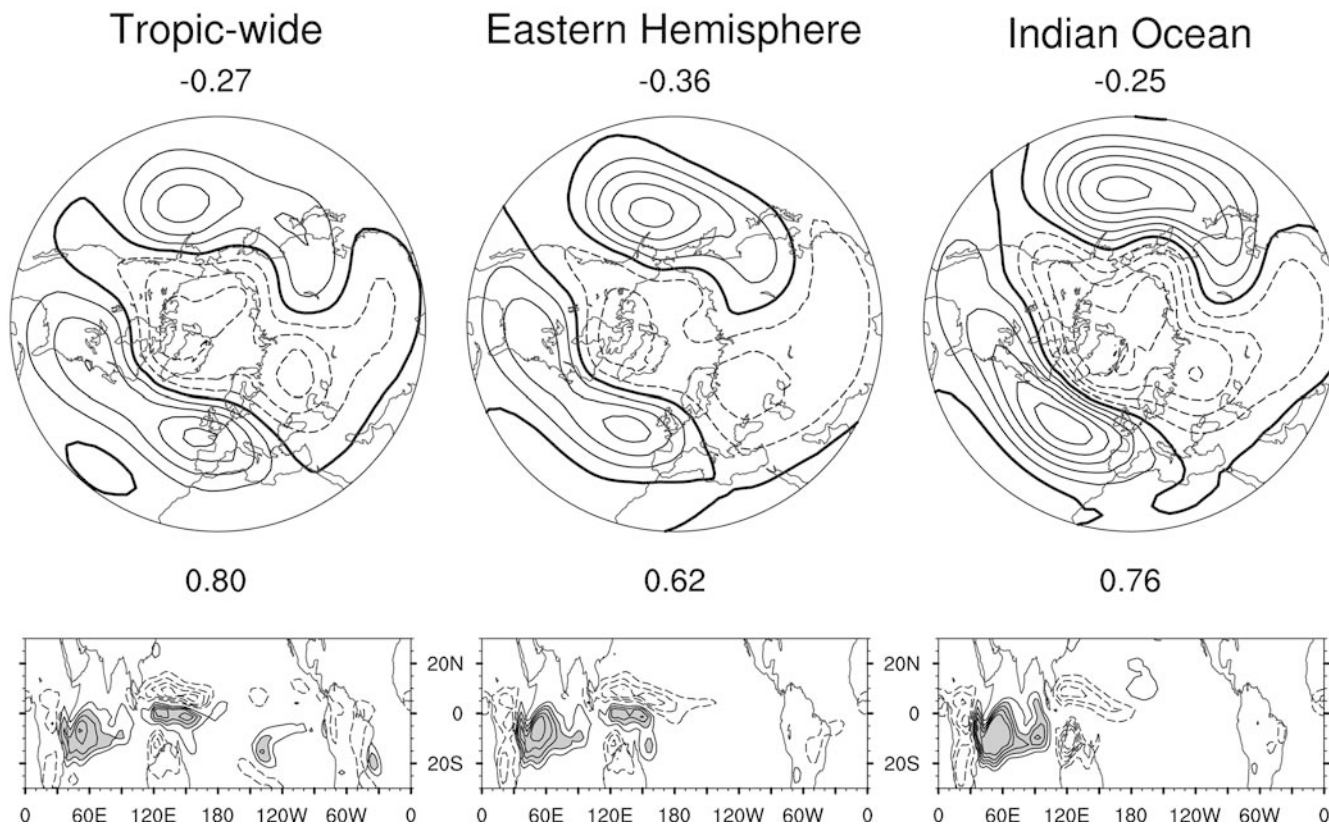 Tropic-wide Eastern Hemisphere Indian Ocean
-0.27 -0.36 -0.25
0.80 0.62 0.76
20N 20N
0 0
20S 20S
0 60E 120E 180 120W 60W 0 0 60E 120E 180 120W 60W 0 0 60E 120E 180 120W 60W 0